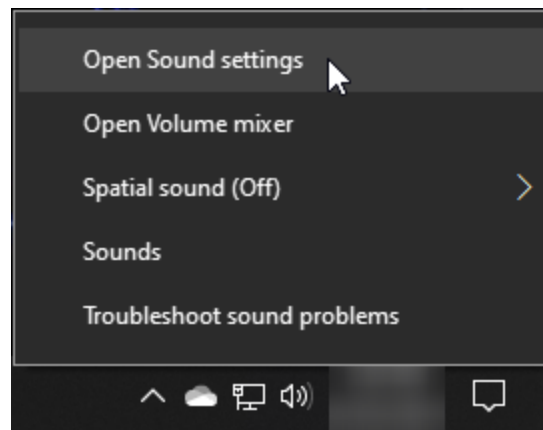 Open Sound settings
Open Volume mixer
Spatial sound (Off)
Sounds
Troubleshoot sound problems